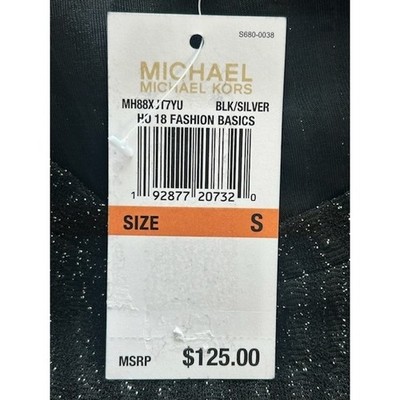 S680-0038
MICHAEL
MICHAEL KORS
BLK/SILVER
18 FASHION BASICS
1 92877 20732 0
SIZE S
MSRP $125.00